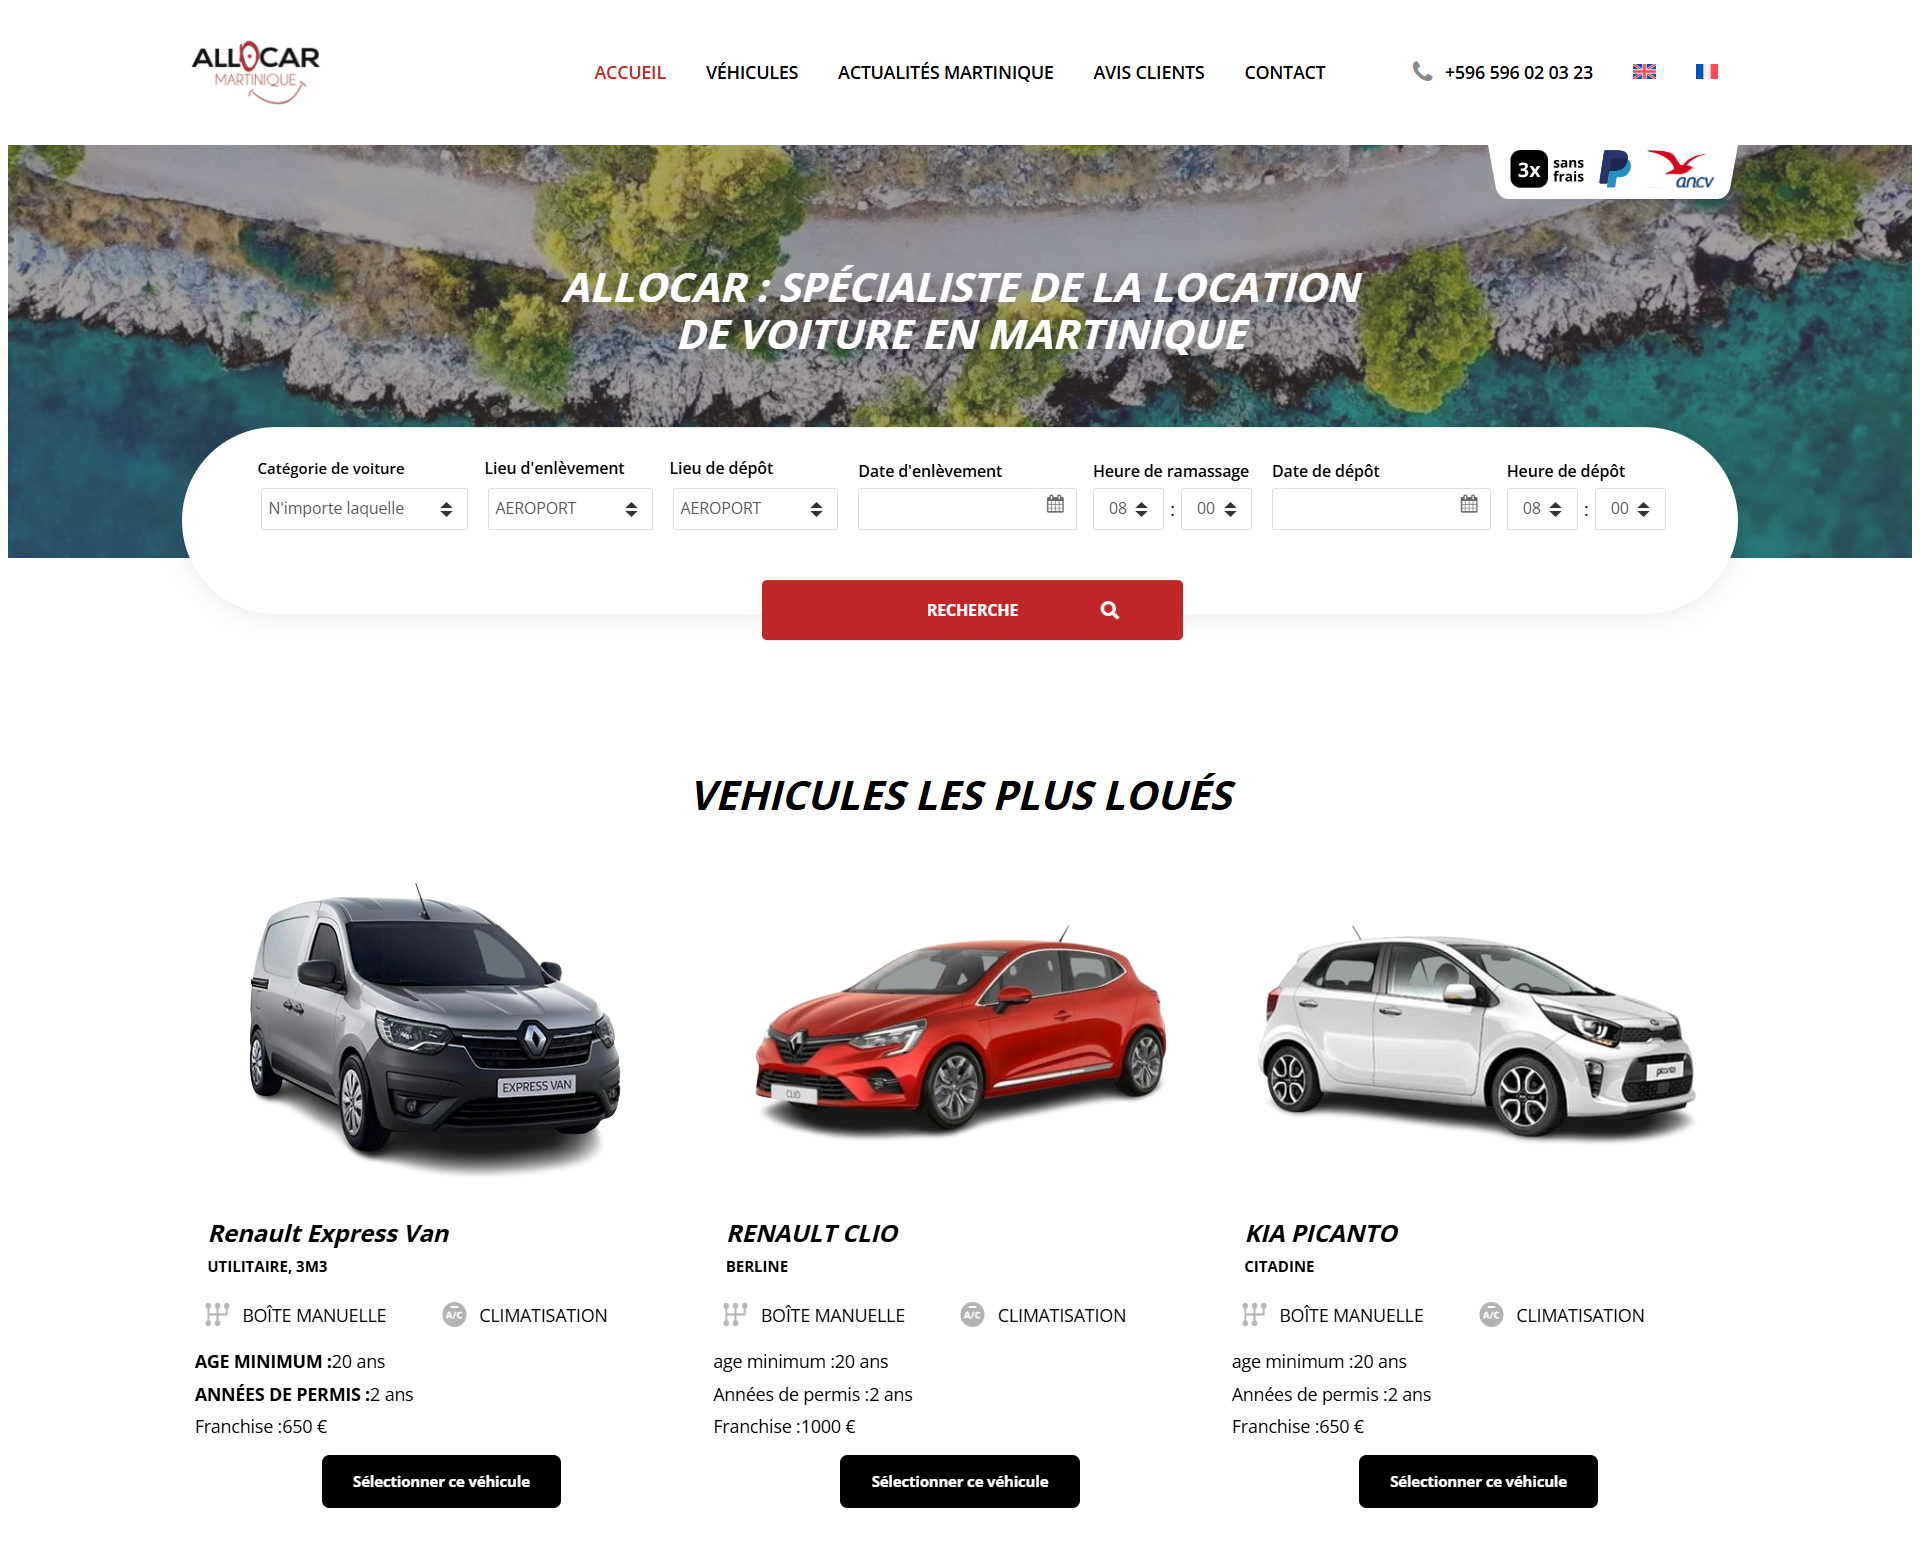 ALLOCAR
MARTINIQUE
ACCUEIL
VÉHICULES
ACTUALITÉS MARTINIQUE
AVIS CLIENTS
CONTACT
+596 596 02 03 23
3x sans frais
ancv
ALLOCAR : SPÉCIALISTE DE LA LOCATION
DE VOITURE EN MARTINIQUE
Catégorie de voiture
N'importe laquelle
Lieu d'enlèvement
AEROPORT
Lieu de dépôt
AEROPORT
Date d'enlèvement
Heure de ramassage
08 : 00
Date de dépôt
Heure de dépôt
08 : 00
RECHERCHE
VEHICULES LES PLUS LOUÉS
EXPRESS VAN
CLIO
picanto
Renault Express Van
UTILITAIRE, 3M3
BOÎTE MANUELLE
A/C
CLIMATISATION
AGE MINIMUM :20 ans
ANNÉES DE PERMIS :2 ans
Franchise :650 €
Sélectionner ce véhicule
RENAULT CLIO
BERLINE
BOÎTE MANUELLE
A/C
CLIMATISATION
age minimum :20 ans
Années de permis :2 ans
Franchise :1000 €
Sélectionner ce véhicule
KIA PICANTO
CITADINE
BOÎTE MANUELLE
A/C
CLIMATISATION
age minimum :20 ans
Années de permis :2 ans
Franchise :650 €
Sélectionner ce véhicule